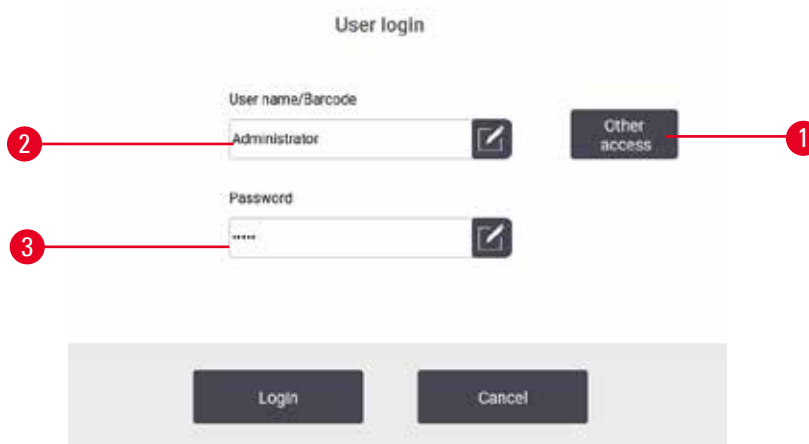 User login
User name/Barcode
2
Administrator
Other
access
1
Password
3
•••••
Login
Cancel